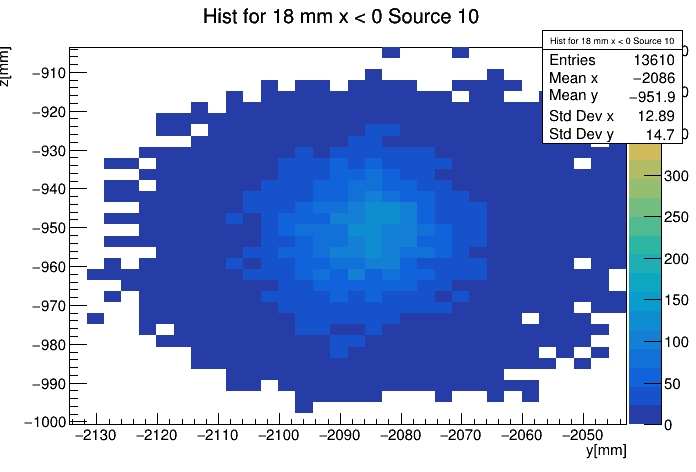 Hist for 18 mm x < 0 Source 10
z[mm]
Hist for 18 mm x < 0 Source 10
Entries 13610
Mean x −2086
Mean y −951.9
Std Dev x 12.89
Std Dev y 14.7
−910
−920
−930
−940
−950
−960
−970
−980
−990
−1000
−2130 −2120 −2110 −2100 −2090 −2080 −2070 −2060 −2050
y[mm]
300
250
200
150
100
50
0